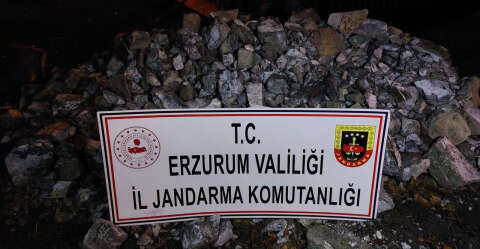 T.C.
ERZURUM VALİLİĞİ
İL JANDARMA KOMUTANLIĞI